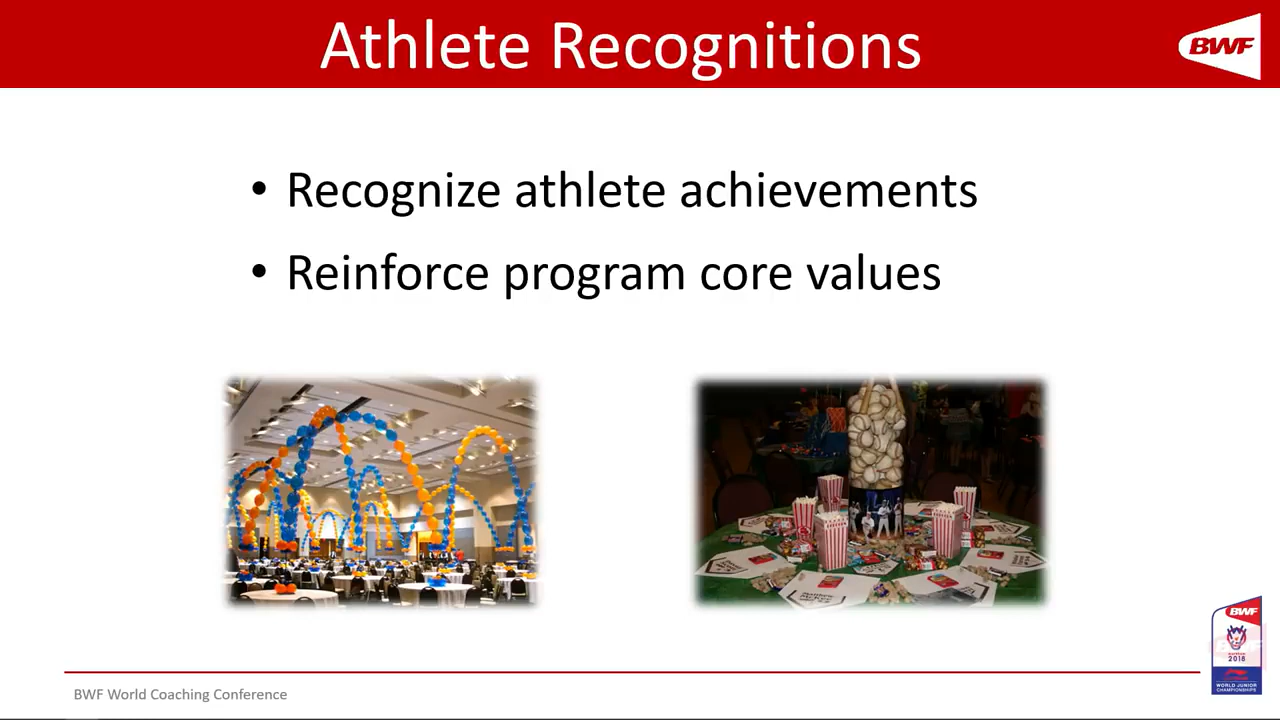 Athlete Recognitions
BWF
• Recognize athlete achievements
• Reinforce program core values
BWF
2018
WORLD JUNIOR
CHAMPIONSHIPS
BWF World Coaching Conference